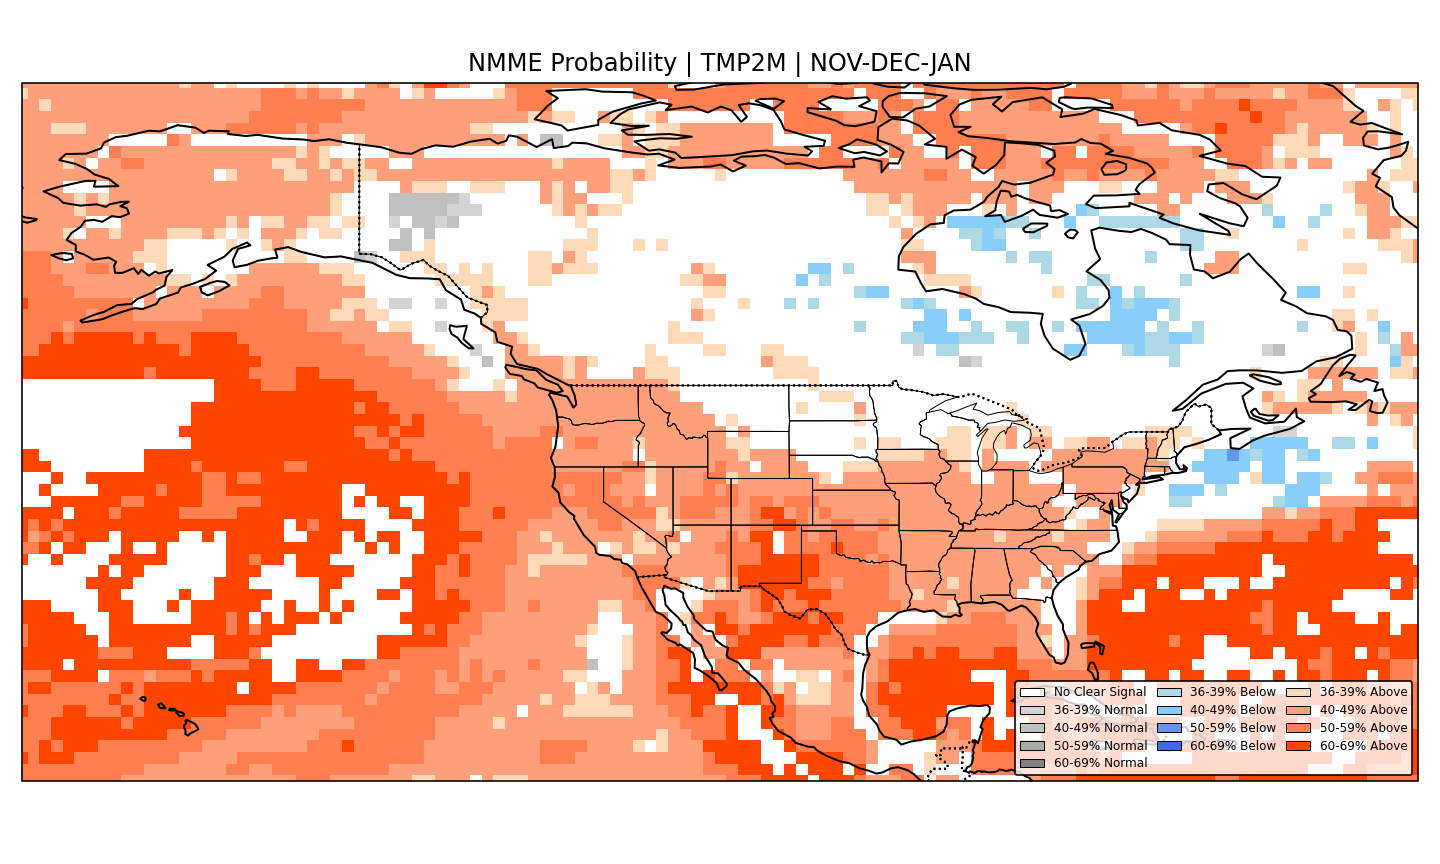 NMME Probability | TMP2M | NOV-DEC-JAN
No Clear Signal
36-39% Normal
40-49% Normal
50-59% Normal
60-69% Normal
36-39% Below
40-49% Below
50-59% Below
60-69% Below
36-39% Above
40-49% Above
50-59% Above
60-69% Above